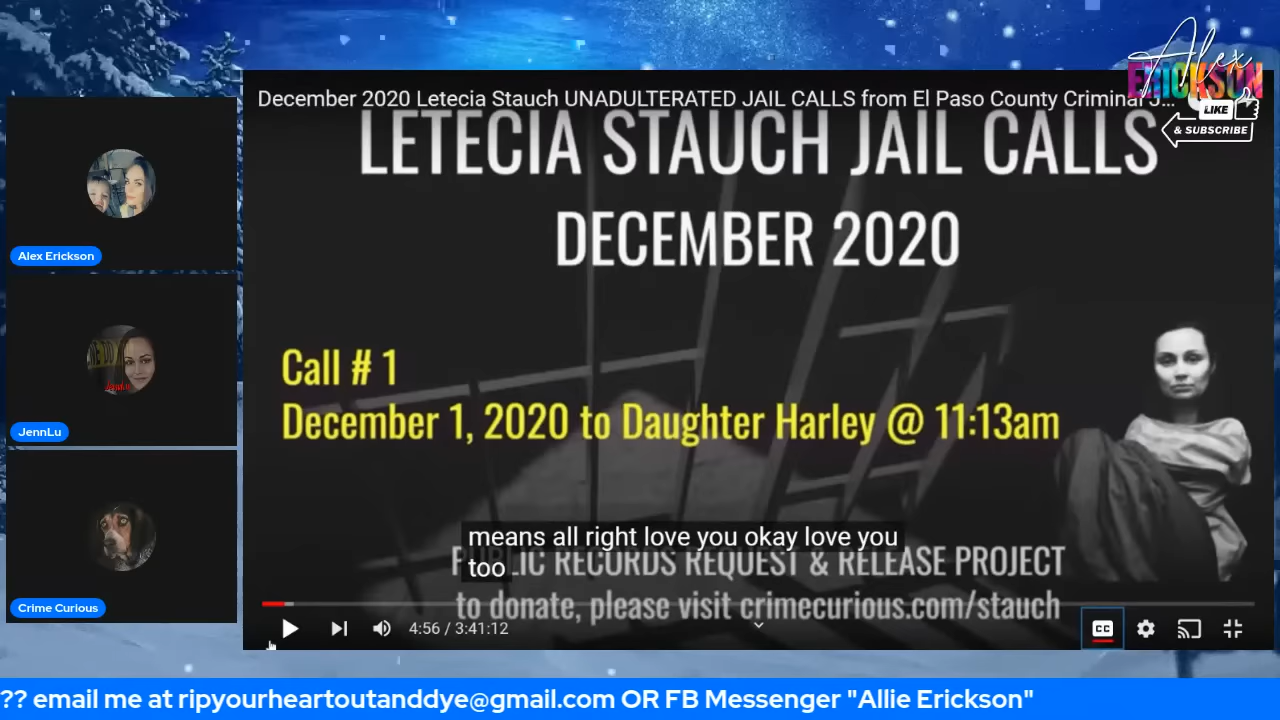 Alex
ERICKSON
LIKE
& SUBSCRIBE
December 2020 Letecia Stauch UNADULTERATED JAIL CALLS from El Paso County Criminal J...
LETECIA STAUCH JAIL CALLS
DECEMBER 2020
Alex Erickson
Call # 1
December 1, 2020 to Daughter Harley @ 11:13am
JennLu
means all right love you okay love you
too
PUBLIC RECORDS REQUEST & RELEASE PROJECT
to donate, please visit crimecurious.com/stauch
Crime Curious
4:56 / 3:41:12
CC
?? email me at ripyourheartoutanddye@gmail.com OR FB Messenger "Allie Erickson"